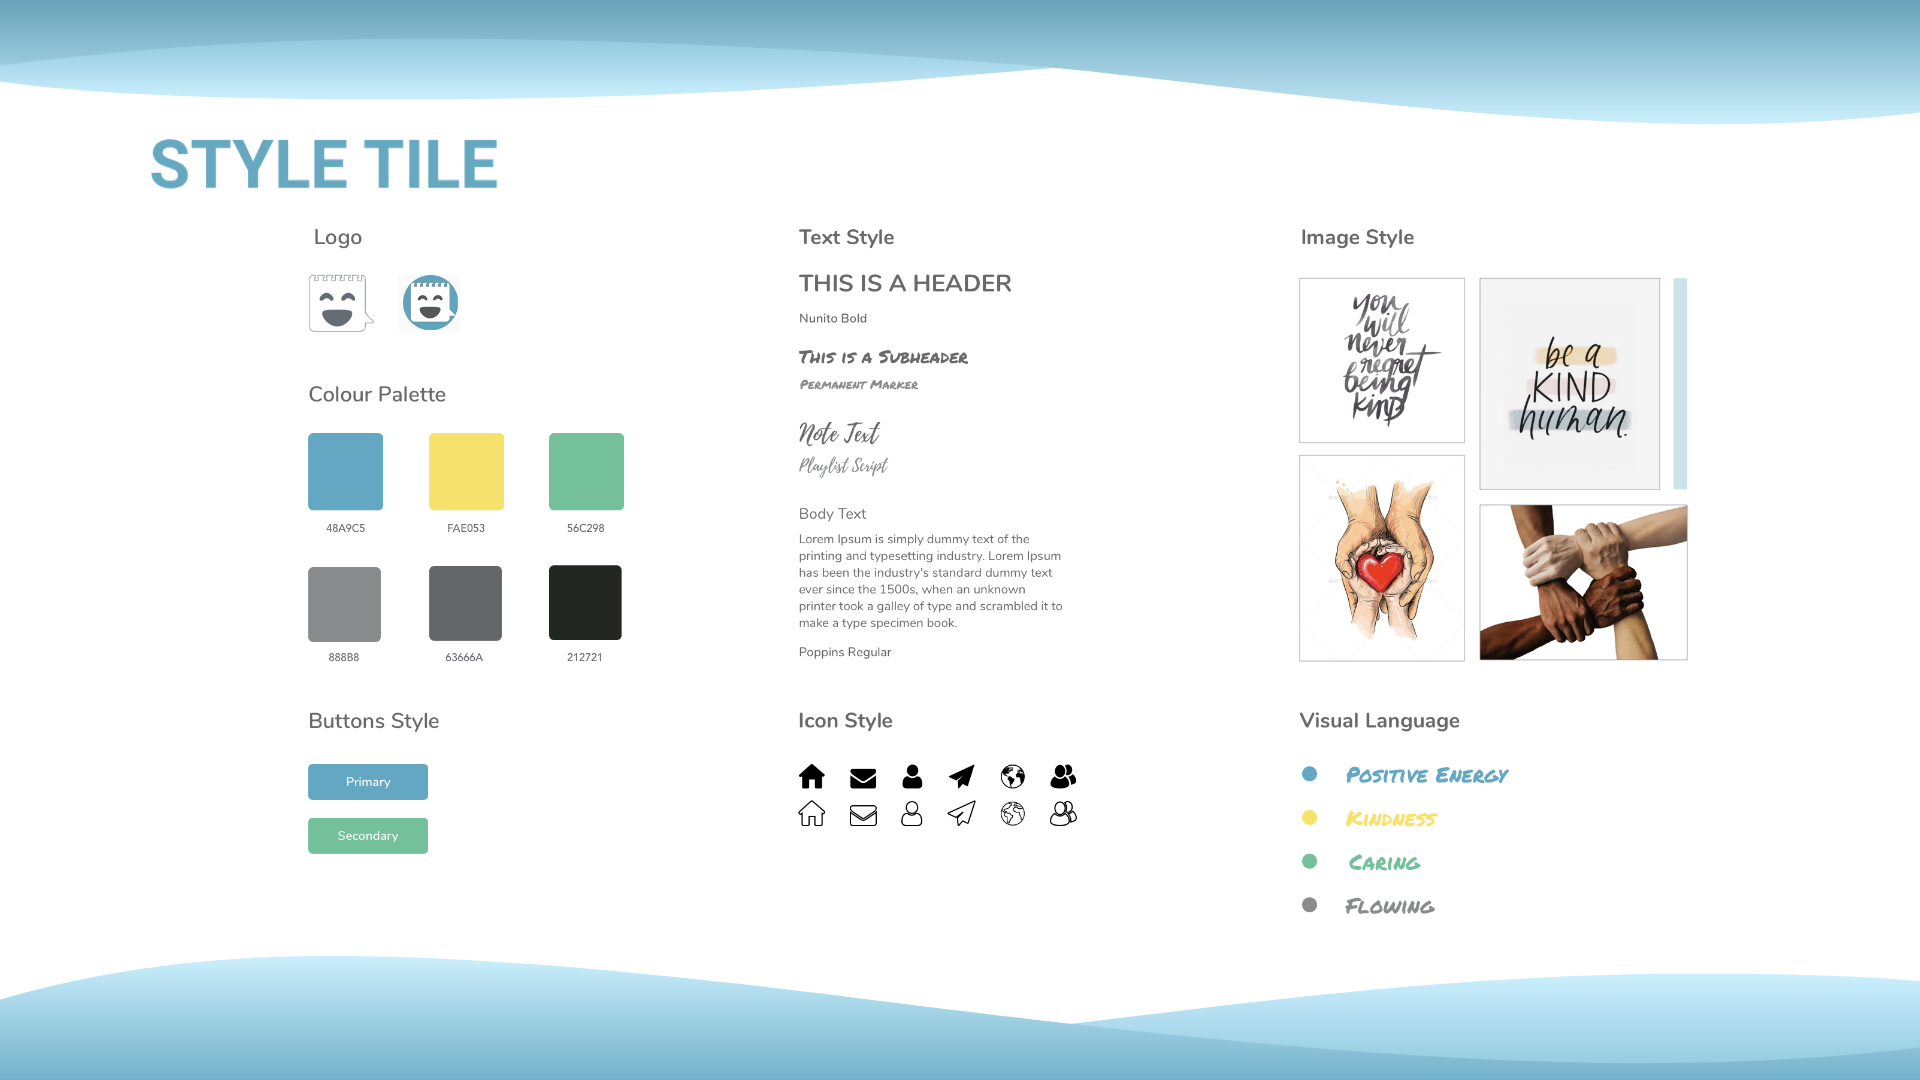 STYLE TILE
Logo
Colour Palette
48A9C5
FAE053
56C298
888B8
63666A
212721
Buttons Style
Primary
Secondary
Text Style
THIS IS A HEADER
Nunito Bold
This is a Subheader
Permanent Marker
Note Text
Playlist Script
Body Text
Lorem Ipsum is simply dummy text of the
printing and typesetting industry. Lorem Ipsum
has been the industry's standard dummy text
ever since the 1500s, when an unknown
printer took a galley of type and scrambled it to
make a type specimen book.
Poppins Regular
Icon Style
Image Style
you
will
never
regret
being
kind
be a
KIND
human.
Visual Language
Positive Energy
Kindness
Caring
Flowing